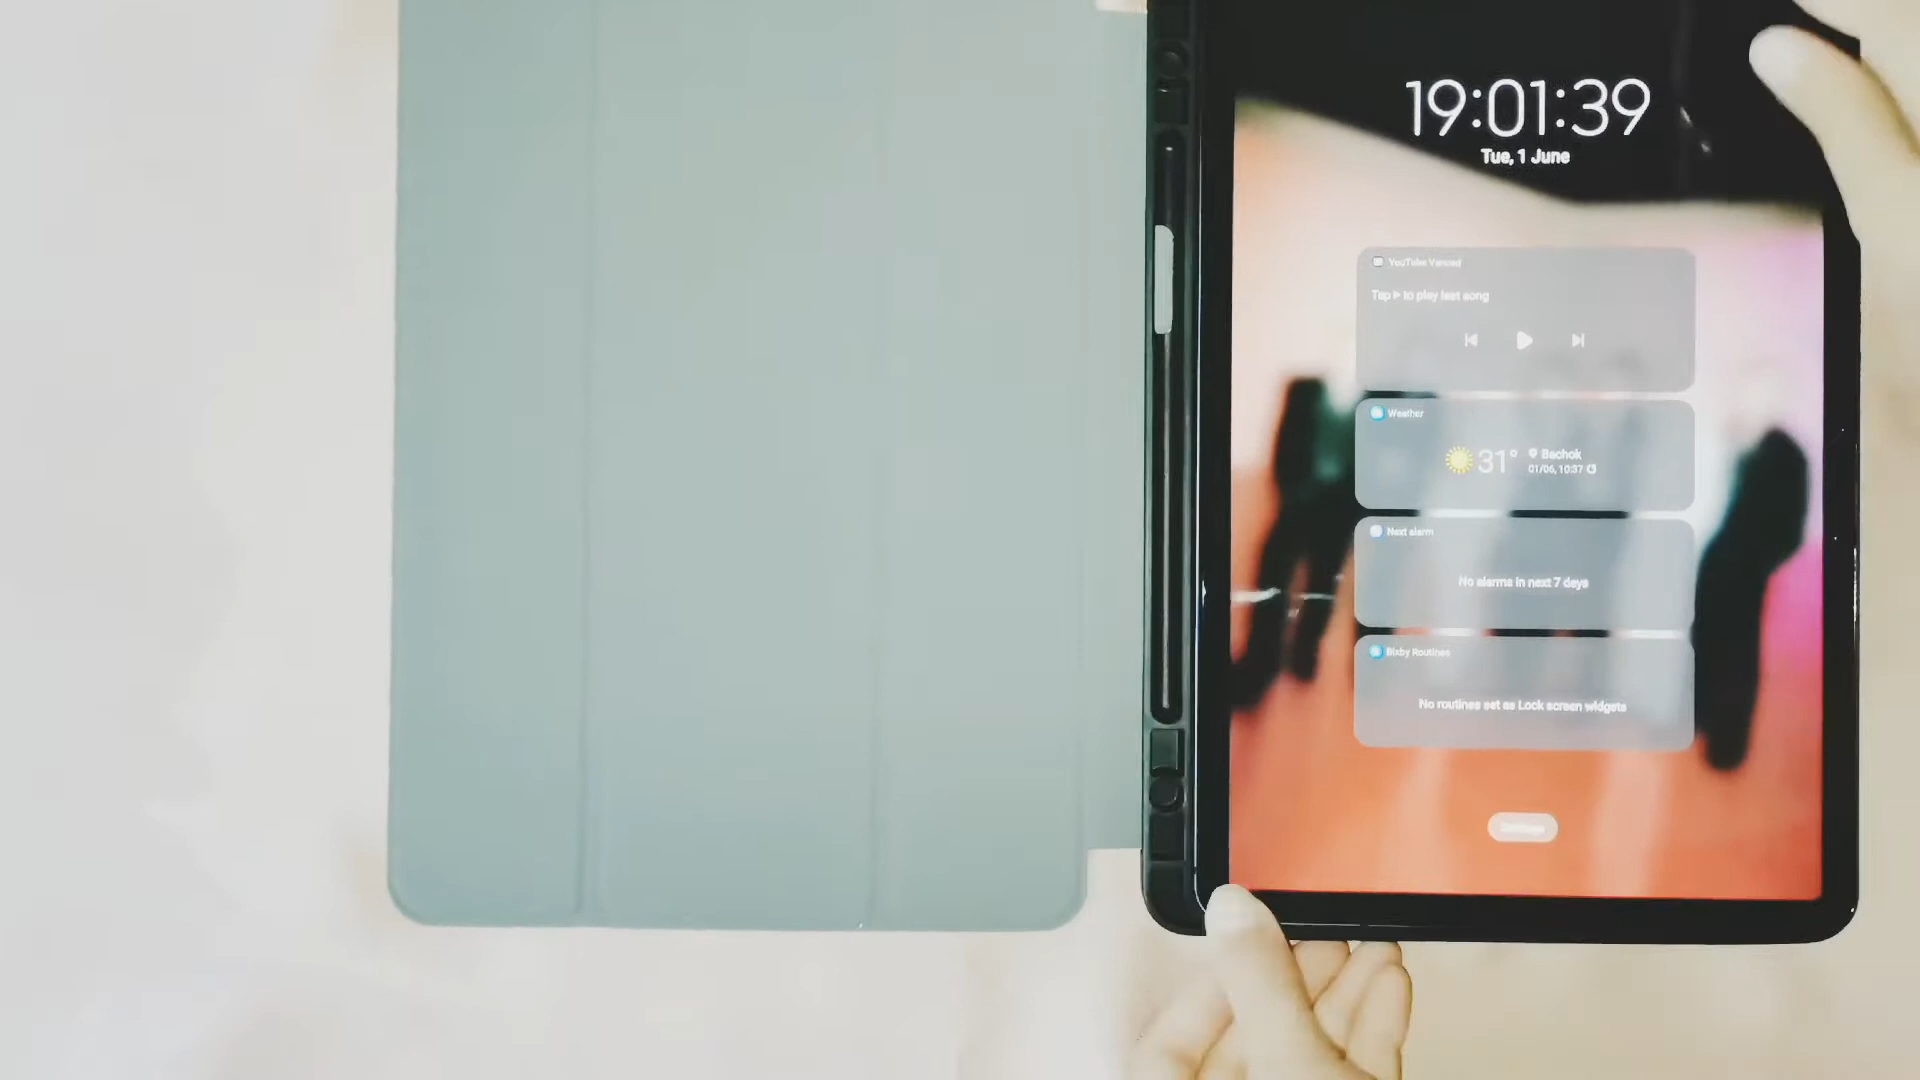 19:01:39
Tue, 1 June
YouTube Vanced
Tap ▶ to play last song
Weather
31° Bachok
01/06, 10:37
Next alarm
No alarms in next 7 days
Bixby Routines
No routines set as Lock screen widgets